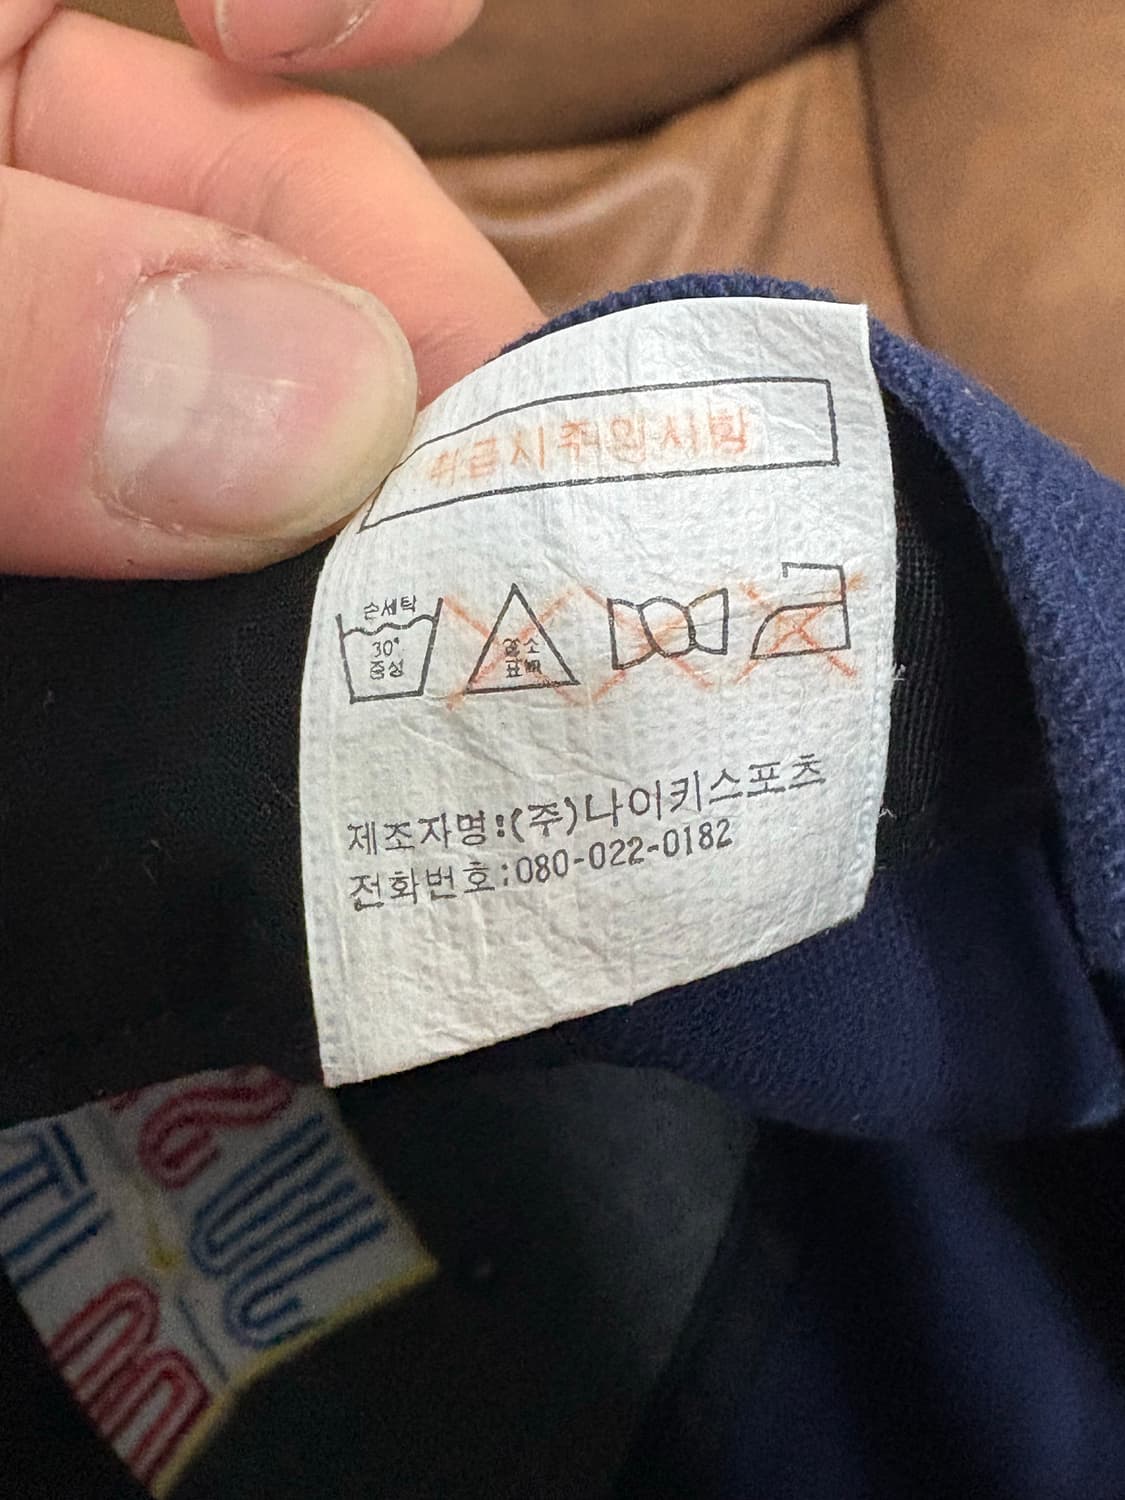 취급시주의사항
손세탁
30°
중성
염소
표백
제조자명:(주)나이키스포츠
전화번호:080-022-0182